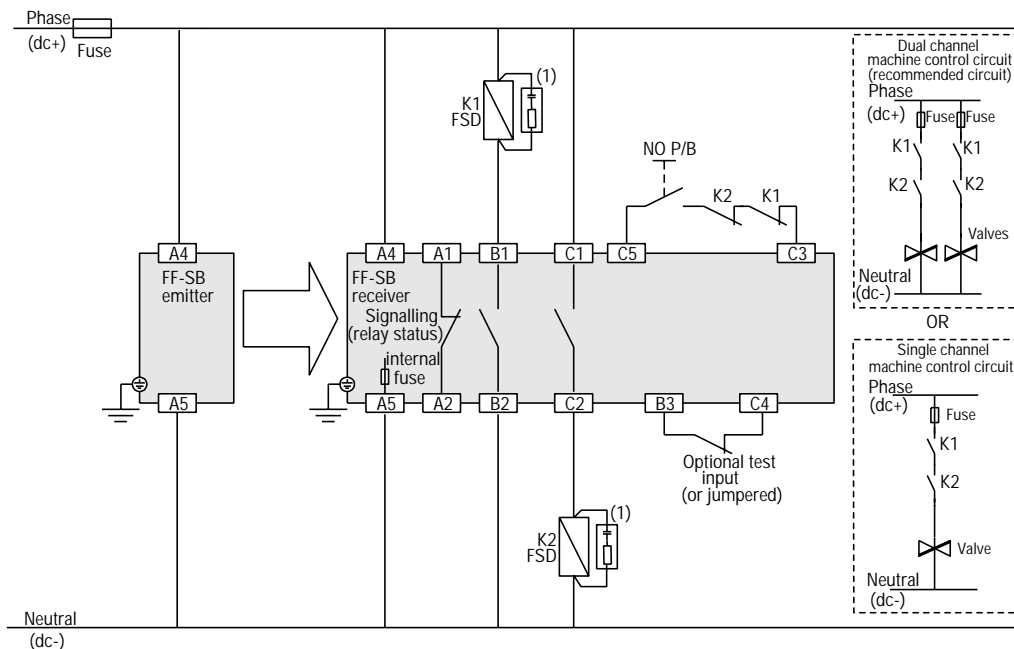 Phase
(dc+)
Fuse
K1
FSD
(1)
NO P/B
K2
K1
A4
FF-SB
emitter
A5
A4
A1
B1
C1
C5
C3
FF-SB
receiver
Signalling
(relay status)
internal
fuse
A5
A2
B2
C2
B3
C4
Optional test
input
(or jumpered)
K2
FSD
(1)
Neutral
(dc-)
Dual channel
machine control circuit
(recommended circuit)
Phase
(dc+)
Fuse
Fuse
K1
K1
K2
K2
Valves
Neutral
(dc-)
OR
Single channel
machine control circuit
Phase
(dc+)
Fuse
K1
K2
Valve
Neutral
(dc-)